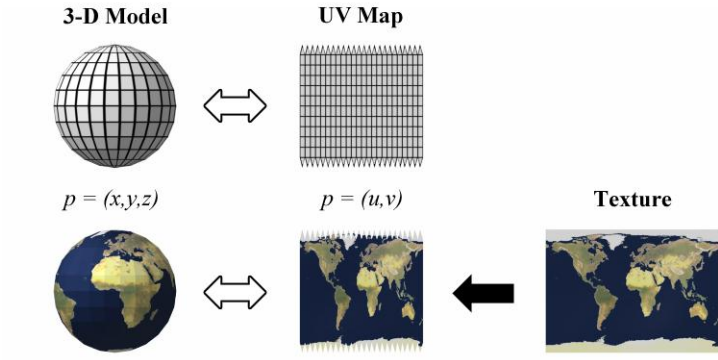 3-D Model
UV Map
p = (x,y,z)
p = (u,v)
Texture